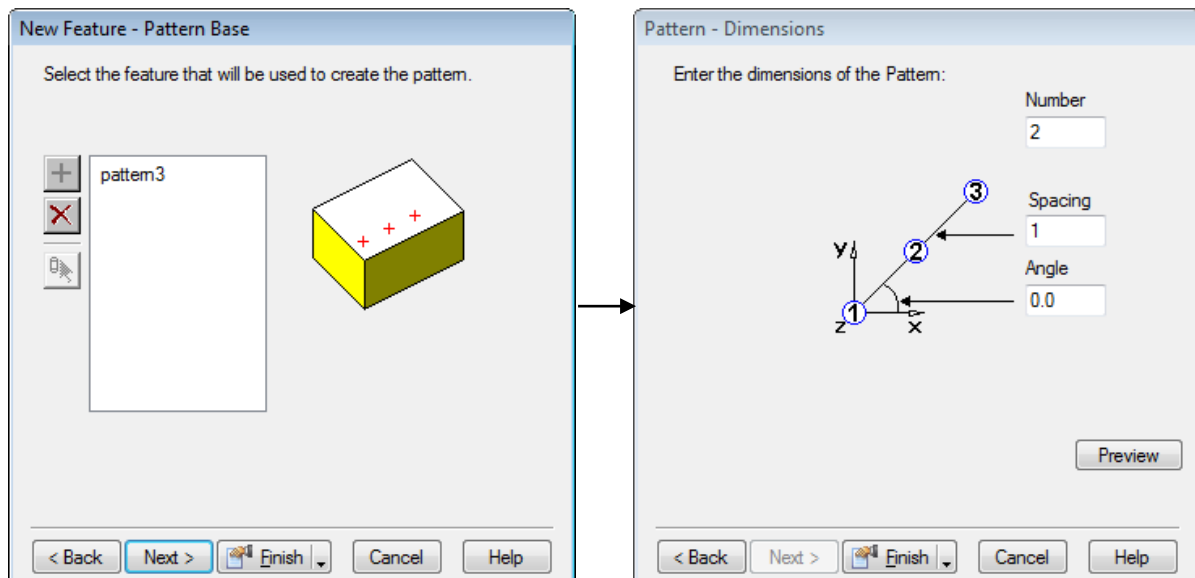 New Feature - Pattern Base
Select the feature that will be used to create the pattern.
pattern3
< Back
Next >
Finish
Cancel
Help
Pattern - Dimensions
Enter the dimensions of the Pattern:
Number
2
3
Spacing
1
y
2
Angle
0.0
1
z
x
Preview
< Back
Next >
Finish
Cancel
Help